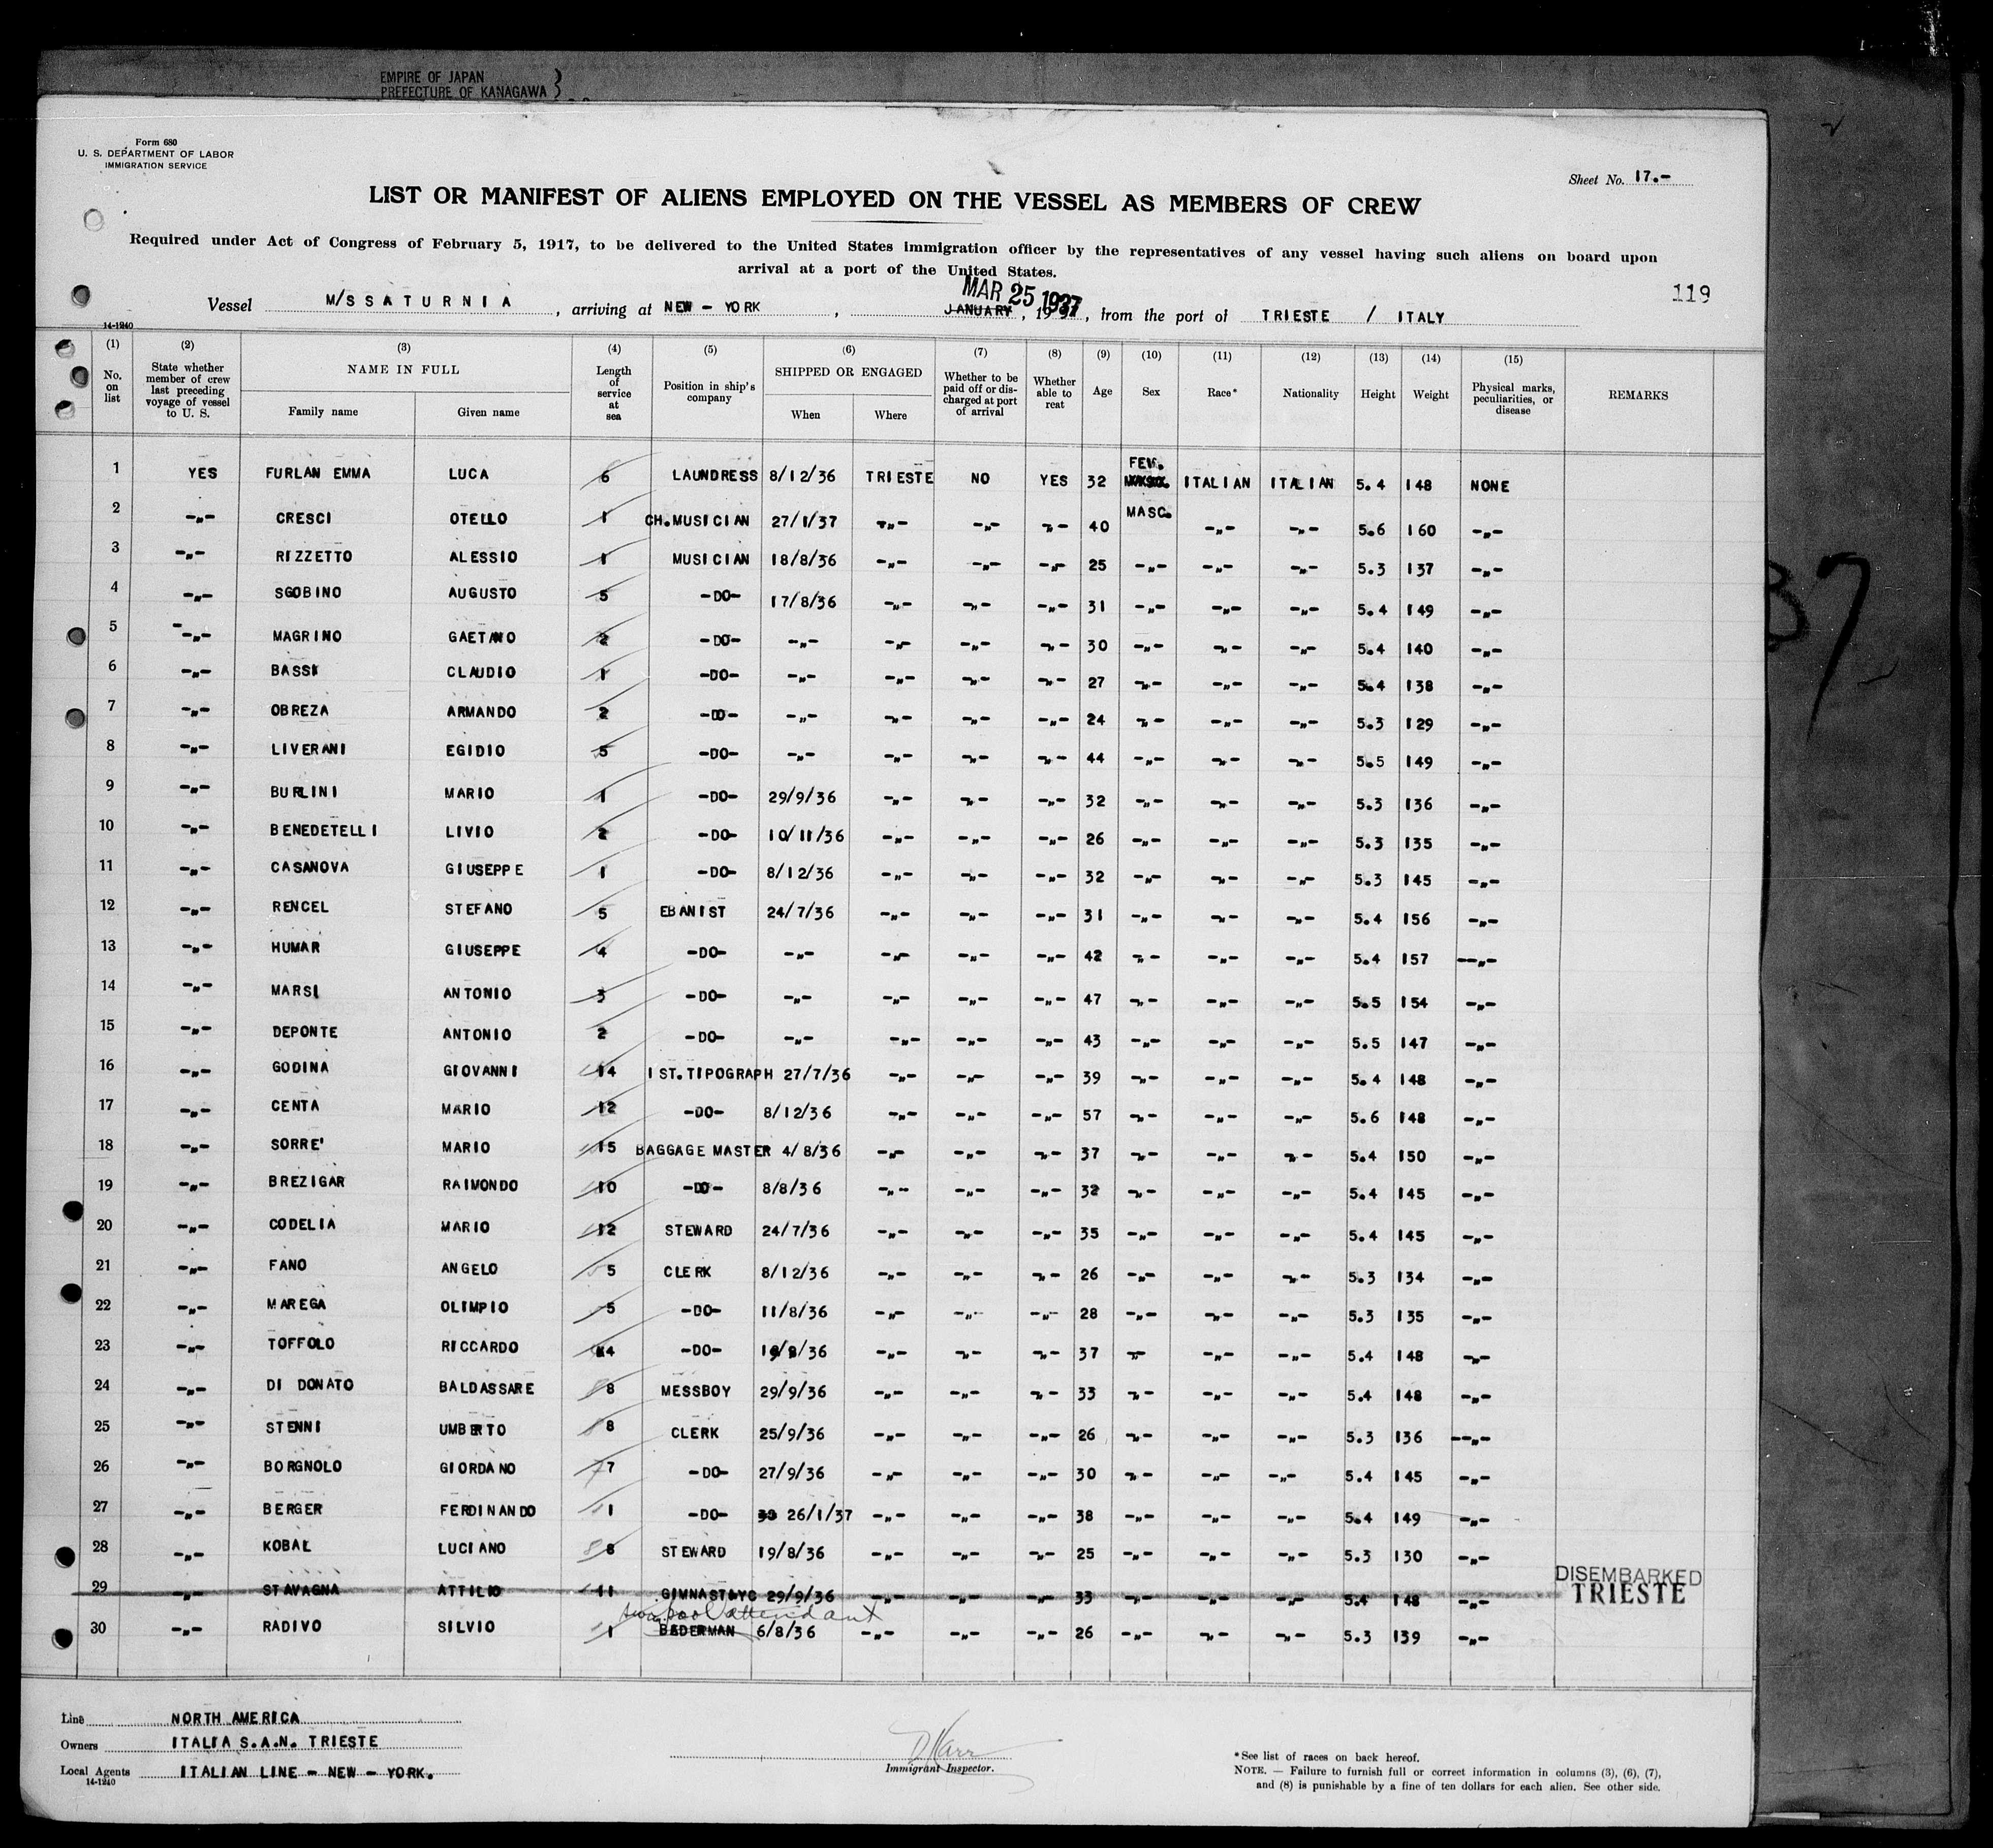 EMPIRE OF JAPAN
PREFECTURE OF KANAGAWA }
Form 680
U. S. DEPARTMENT OF LABOR
IMMIGRATION SERVICE
Sheet No. 17.-
LIST OR MANIFEST OF ALIENS EMPLOYED ON THE VESSEL AS MEMBERS OF CREW
Required under Act of Congress of February 5, 1917, to be delivered to the United States immigration officer by the representatives of any vessel having such aliens on board upon
arrival at a port of the United States.
MAR 25 1937
119
Vessel M/S SATURNIA, arriving at NEW - YORK, JANUARY, 1937, from the port of TRIESTE / ITALY
14-1240
(1) (2) (3) (4) (5) (6) (7) (8) (9) (10) (11) (12) (13) (14) (15)
No. on list | State whether member of crew last preceding voyage of vessel to U. S. | NAME IN FULL Family name Given name | Length of service at sea | Position in ship's company | SHIPPED OR ENGAGED When Where | Whether to be paid off or discharged at port of arrival | Whether able to reat | Age | Sex | Race* | Nationality | Height | Weight | Physical marks, peculiarities, or disease | REMARKS
1 YES FURLAN EMMA LUCA 6 LAUNDRESS 8/12/36 TRIESTE NO YES 32 FEM. ITALIAN ITALIAN 5.4 148 NONE
2 -"- CRESCI OTELLO 1 CH.MUSICIAN 27/1/37 -"- -"- -"- 40 MASC. -"- -"- 5.6 160 -"-
3 -"- RIZZETTO ALESSIO 1 MUSICIAN 18/8/36 -"- -"- -"- 25 -"- -"- -"- 5.3 137 -"-
4 -"- SGOBINO AUGUSTO 5 -DO- 17/8/36 -"- -"- -"- 31 -"- -"- -"- 5.4 149 -"-
5 -"- MAGRINO GAETANO 2 -DO- -"- -"- -"- -"- 30 -"- -"- -"- 5.4 140 -"-
6 -"- BASSI CLAUDIO 1 -DO- -"- -"- -"- -"- 27 -"- -"- -"- 5.4 138 -"-
7 -"- OBREZA ARMANDO 2 -DO- -"- -"- -"- -"- 24 -"- -"- -"- 5.3 129 -"-
8 -"- LIVERANI EGIDIO 5 -DO- -"- -"- -"- -"- 44 -"- -"- -"- 5.5 149 -"-
9 -"- BURLINI MARIO 1 -DO- 29/9/36 -"- -"- -"- 32 -"- -"- -"- 5.3 136 -"-
10 -"- BENEDETELLI LIVIO 2 -DO- 10/11/36 -"- -"- -"- 26 -"- -"- -"- 5.3 135 -"-
11 -"- CASANOVA GIUSEPPE 1 -DO- 8/12/36 -"- -"- -"- 32 -"- -"- -"- 5.3 145 -"-
12 -"- RENCEL STEFANO 5 EBANIST 24/7/36 -"- -"- -"- 31 -"- -"- -"- 5.4 156 -"-
13 -"- HUMAR GIUSEPPE 4 -DO- -"- -"- -"- -"- 42 -"- -"- -"- 5.4 157 -"-
14 -"- MARSI ANTONIO 3 -DO- -"- -"- -"- -"- 47 -"- -"- -"- 5.5 154 -"-
15 -"- DEPONTE ANTONIO 2 -DO- -"- -"- -"- -"- 43 -"- -"- -"- 5.5 147 -"-
16 -"- GODINA GIOVANNI 14 1ST.TIPOGRAPH 27/7/36 -"- -"- -"- 39 -"- -"- -"- 5.4 148 -"-
17 -"- CENTA MARIO 12 -DO- 8/12/36 -"- -"- -"- 57 -"- -"- -"- 5.6 148 -"-
18 -"- SORRE' MARIO 15 BAGGAGE MASTER 4/8/36 -"- -"- -"- 37 -"- -"- -"- 5.4 150 -"-
19 -"- BREZIGAR RAIMONDO 10 -DO- 8/8/36 -"- -"- -"- 32 -"- -"- -"- 5.4 145 -"-
20 -"- CODELIA MARIO 12 STEWARD 24/7/36 -"- -"- -"- 35 -"- -"- -"- 5.4 145 -"-
21 -"- FANO ANGELO 5 CLERK 8/12/36 -"- -"- -"- 26 -"- -"- -"- 5.3 134 -"-
22 -"- MAREGA OLIMPIO 5 -DO- 11/8/36 -"- -"- -"- 28 -"- -"- -"- 5.3 135 -"-
23 -"- TOFFOLO RICCARDO 14 -DO- -"- -"- -"- 37 -"- -"- -"- 5.4 148 -"-
24 -"- DI DONATO BALDASSARE 8 MESSBOY 29/9/36 -"- -"- -"- 33 -"- -"- -"- 5.4 148 -"-
25 -"- STENNI UMBERTO 8 CLERK 25/9/36 -"- -"- -"- 26 -"- -"- -"- 5.3 136 -"-
26 -"- BORGNOLO GIORDANO 7 -DO- 27/9/36 -"- -"- -"- 30 -"- -"- -"- 5.4 145 -"-
27 -"- BERGER FERDINANDO 1 -DO- 26/1/37 -"- -"- -"- 38 -"- -"- -"- 5.4 149 -"-
28 -"- KOBAL LUCIANO 8 STEWARD 19/8/36 -"- -"- -"- 25 -"- -"- -"- 5.3 130 -"-
29 -"- STAVAGNA ATTILIO 11 29/9/36 -"- -"- -"- 33 -"- -"- -"- 5.4 148 -"- DISEMBARKED TRIESTE
pool attendant
30 -"- RADIVO SILVIO 1 BADERMAN 6/8/36 -"- -"- -"- 26 -"- -"- -"- 5.3 139 -"-
Line NORTH AMERICA
Owners ITALIA S.A.N. TRIESTE
Local Agents ITALIAN LINE - NEW - YORK.
14-1240
D Karr
Immigrant Inspector.
*See list of races on back hereof.
NOTE. — Failure to furnish full or correct information in columns (3), (6), (7),
and (8) is punishable by a fine of ten dollars for each alien. See other side.
37